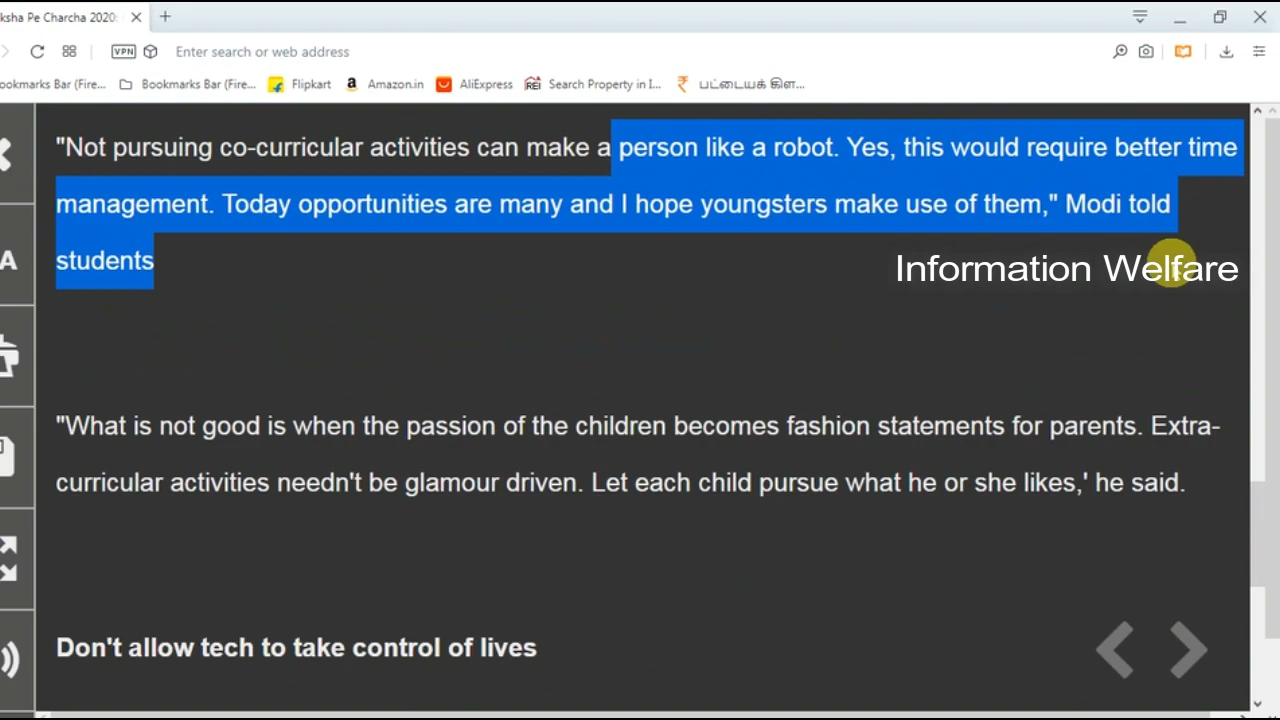 ksha Pe Charcha 2020:
VPN Enter search or web address
ookmarks Bar (Fire... Bookmarks Bar (Fire... Flipkart a Amazon.in AliExpress REI Search Property in I... ₹ பட்டையக் கிள...
"Not pursuing co-curricular activities can make a person like a robot. Yes, this would require better time
management. Today opportunities are many and I hope youngsters make use of them," Modi told
students
A
Information Welfare
"What is not good is when the passion of the children becomes fashion statements for parents. Extra-
curricular activities needn't be glamour driven. Let each child pursue what he or she likes,' he said.
Don't allow tech to take control of lives